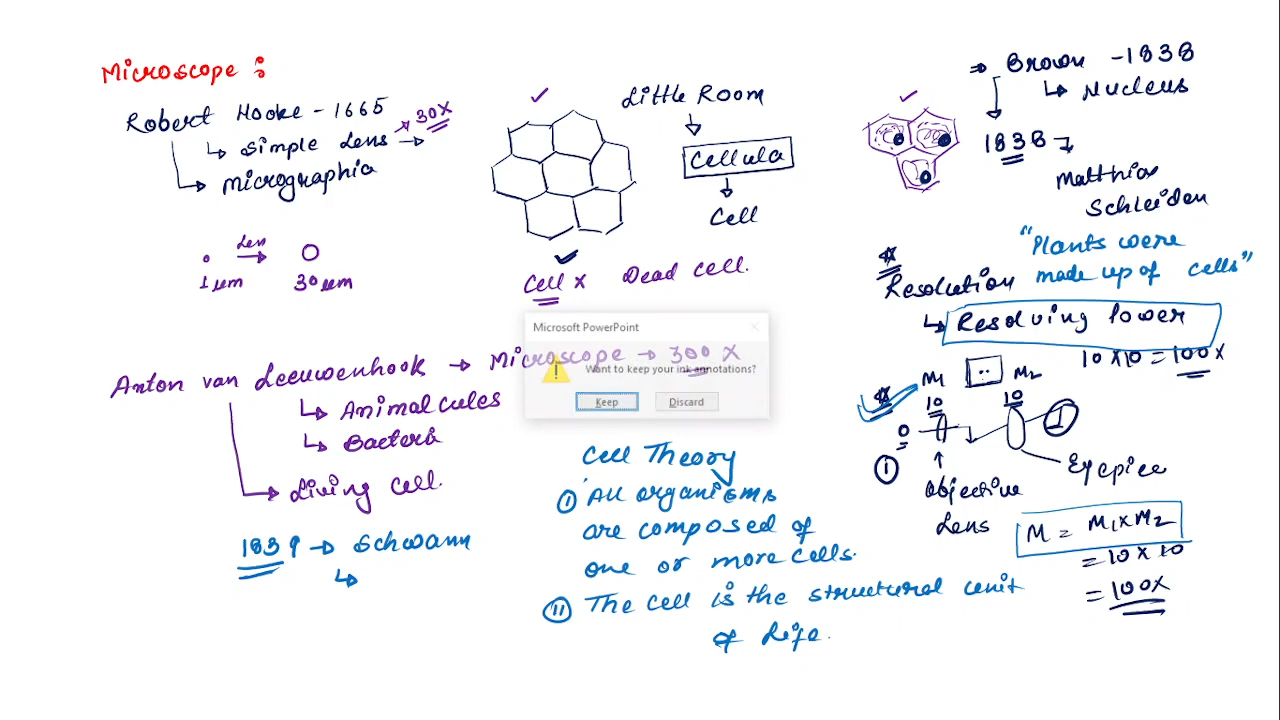 Microscope :
Robert Hooke - 1665
↳ Simple Lens → 30X
→
↳ Micrographia
Len
→
1 μm 30 μm
Little Room
↓
Cellula
↓
Cell
Cell x Dead cell.
⇒ Brown - 1838
↳ Nucleus
1838
Matthias
Schleiden
"Plants were
made up of cells"
Resolution
↳ Resolving Power
10 x 10 = 100x
M1 M2
10 10
O I
I
Objective
Lens
Eyepiece
M = M1 x M2
= 10 x 10
= 100x
Anton van Leeuwenhook → Microscope → 300 X
↳ Animalcules
↳ Bacteria
→ Living cell.
1839 → Schwann
↳
Microsoft PowerPoint
Want to keep your ink annotations?
Keep Discard
Cell Theory
I All organisms
are composed of
one or more cells.
II The cell is the structural unit
of life.